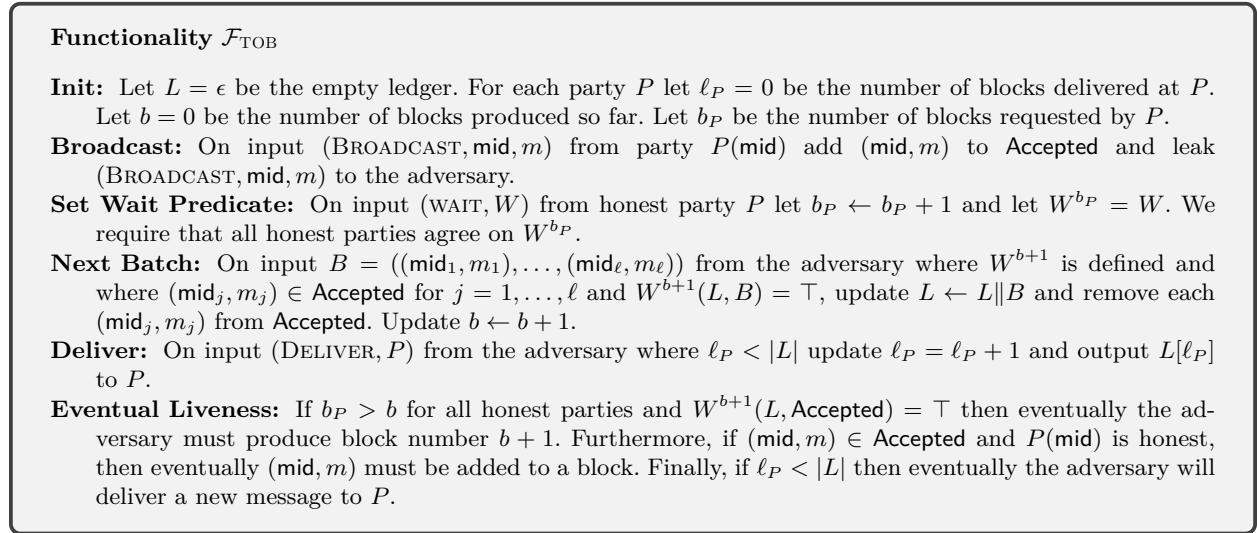 Functionality 𝓕TOB
Init: Let L = ϵ be the empty ledger. For each party P let ℓ_P = 0 be the number of blocks delivered at P.
Let b = 0 be the number of blocks produced so far. Let b_P be the number of blocks requested by P.
Broadcast: On input (BROADCAST, mid, m) from party P(mid) add (mid, m) to Accepted and leak
(BROADCAST, mid, m) to the adversary.
Set Wait Predicate: On input (WAIT, W) from honest party P let b_P ← b_P + 1 and let W^{b_P} = W. We
require that all honest parties agree on W^{b_P}.
Next Batch: On input B = ((mid₁, m₁), . . . , (mid_ℓ, m_ℓ)) from the adversary where W^{b+1} is defined and
where (mid_j, m_j) ∈ Accepted for j = 1, . . . , ℓ and W^{b+1}(L, B) = ⊤, update L ← L∥B and remove each
(mid_j, m_j) from Accepted. Update b ← b + 1.
Deliver: On input (DELIVER, P) from the adversary where ℓ_P < |L| update ℓ_P = ℓ_P + 1 and output L[ℓ_P]
to P.
Eventual Liveness: If b_P > b for all honest parties and W^{b+1}(L, Accepted) = ⊤ then eventually the ad-
versary must produce block number b + 1. Furthermore, if (mid, m) ∈ Accepted and P(mid) is honest,
then eventually (mid, m) must be added to a block. Finally, if ℓ_P < |L| then eventually the adversary will
deliver a new message to P.